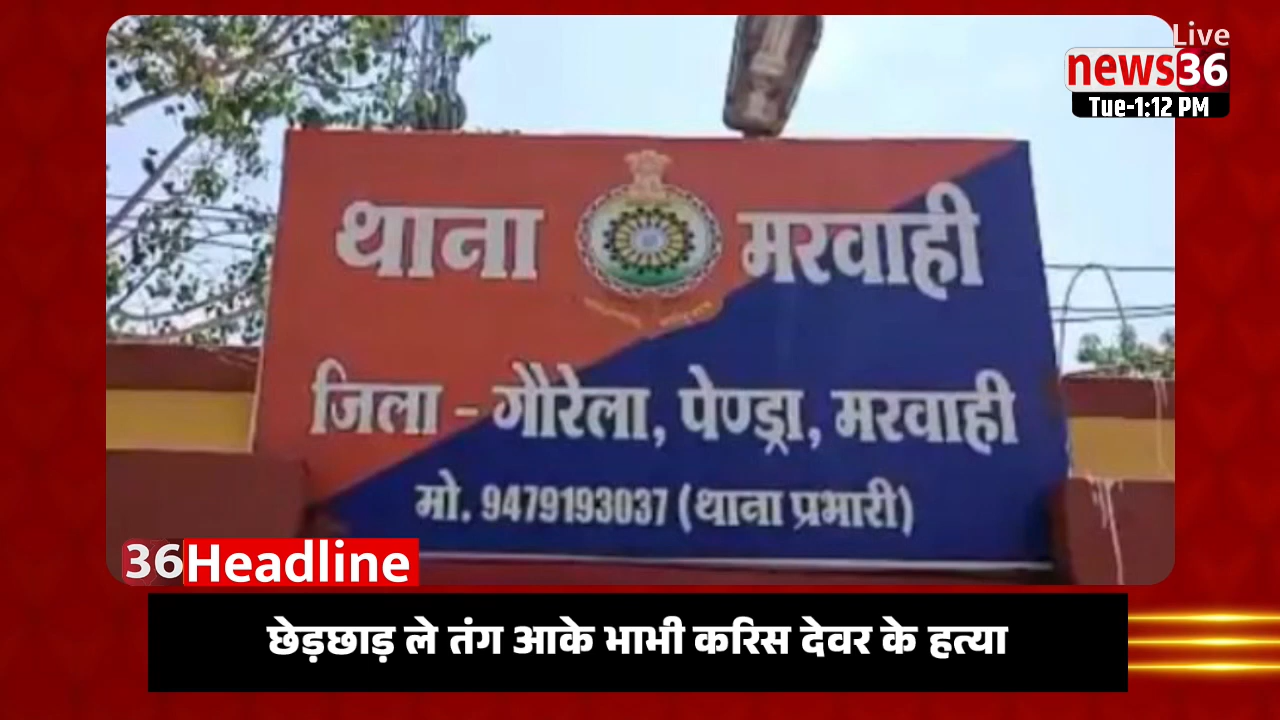 Live
news36
Tue-1:12 PM
थाना मरवाही
जिला - गौरेला, पेण्ड्रा, मरवाही
मो. 9479193037 (थाना प्रभारी)
36Headline
छेड़छाड़ ले तंग आके भाभी करिस देवर के हत्या